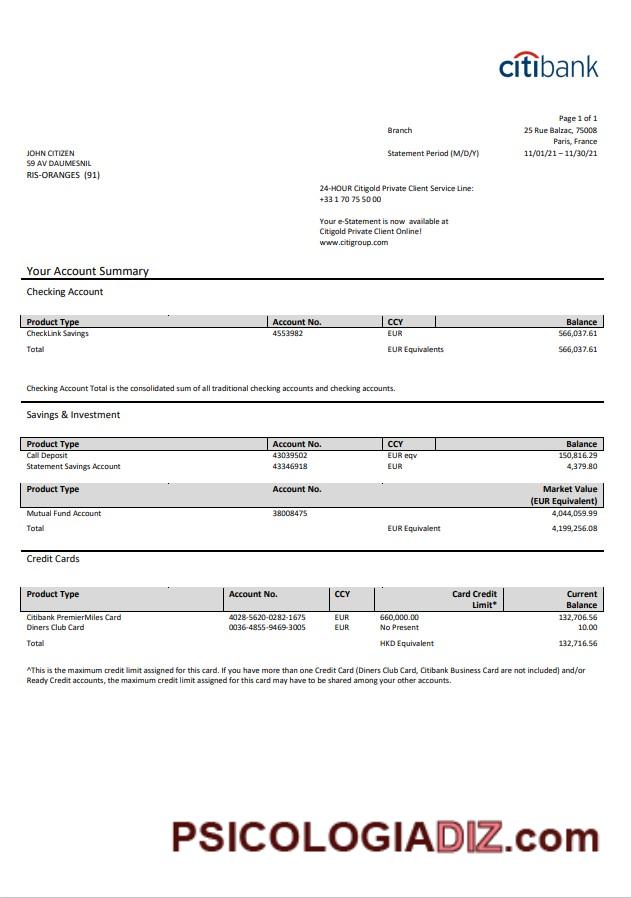 citibank
Page 1 of 1
Branch 25 Rue Balzac, 75008
Paris, France
JOHN CITIZEN Statement Period (M/D/Y) 11/01/21 – 11/30/21
59 AV DAUMESNIL
RIS-ORANGES (91)
24-HOUR Citigold Private Client Service Line:
+33 1 70 75 50 00
Your e-Statement is now available at
Citigold Private Client Online!
www.citigroup.com
Your Account Summary
Checking Account
Product Type Account No. CCY Balance
CheckLink Savings 4553982 EUR 566,037.61
Total EUR Equivalents 566,037.61
Checking Account Total is the consolidated sum of all traditional checking accounts and checking accounts.
Savings & Investment
Product Type Account No. CCY Balance
Call Deposit 43039502 EUR eqv 150,816.29
Statement Savings Account 43346918 EUR 4,379.80
Product Type Account No. Market Value
(EUR Equivalent)
Mutual Fund Account 38008475 4,044,059.99
Total EUR Equivalent 4,199,256.08
Credit Cards
Product Type Account No. CCY Card Credit Current
Limit* Balance
Citibank PremierMiles Card 4028-5620-0282-1675 EUR 660,000.00 132,706.56
Diners Club Card 0036-4855-9469-3005 EUR No Present 10.00
Total HKD Equivalent 132,716.56
^This is the maximum credit limit assigned for this card. If you have more than one Credit Card (Diners Club Card, Citibank Business Card are not included) and/or
Ready Credit accounts, the maximum credit limit assigned for this card may have to be shared among your other accounts.
PSICOLOGIADIZ.com